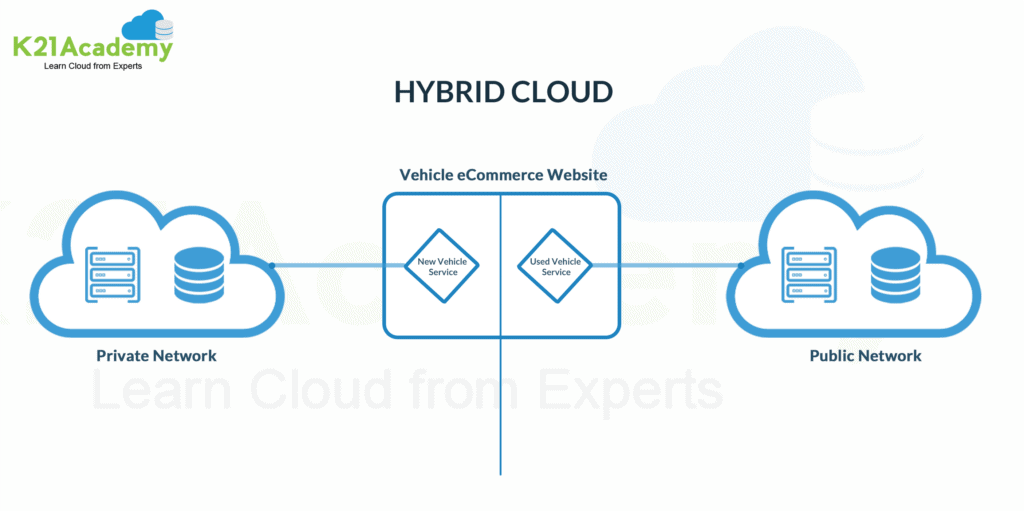 K21Academy
Learn Cloud from Experts
HYBRID CLOUD
Vehicle eCommerce Website
New Vehicle
Service
Used Vehicle
Service
Private Network
Public Network
K21Academy
Learn Cloud from Experts